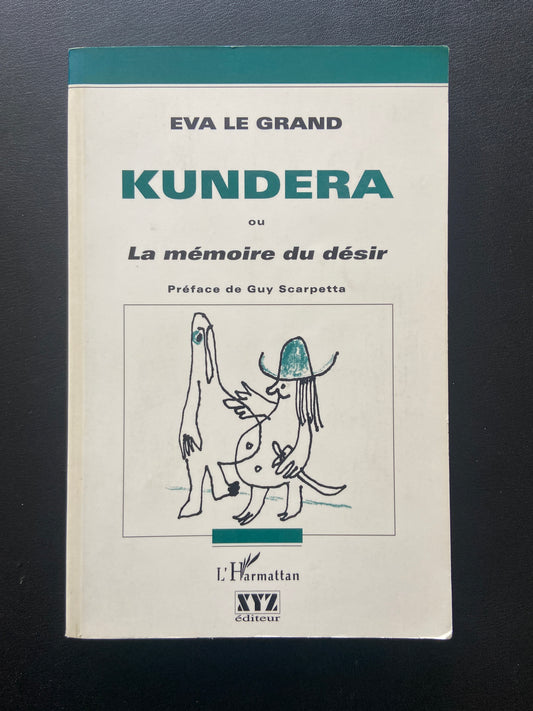 EVA LE GRAND
KUNDERA
ou
La mémoire du désir
Préface de Guy Scarpetta
L'Harmattan
XYZ
éditeur